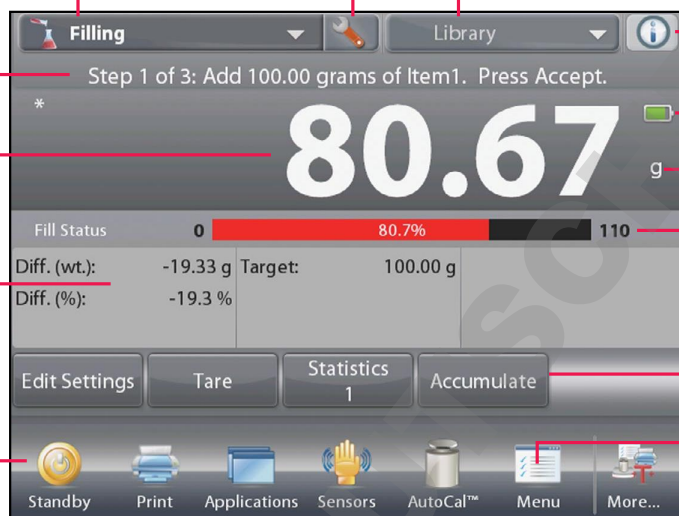 Filling
Library
Step 1 of 3: Add 100.00 grams of Item1. Press Accept.
*
80.67
g
Fill Status 0 80.7% 110
Diff. (wt.): -19.33 g Target: 100.00 g
Diff. (%): -19.3 %
Edit Settings Tare Statistics 1 Accumulate
Standby Print Applications Sensors AutoCal™ Menu More...